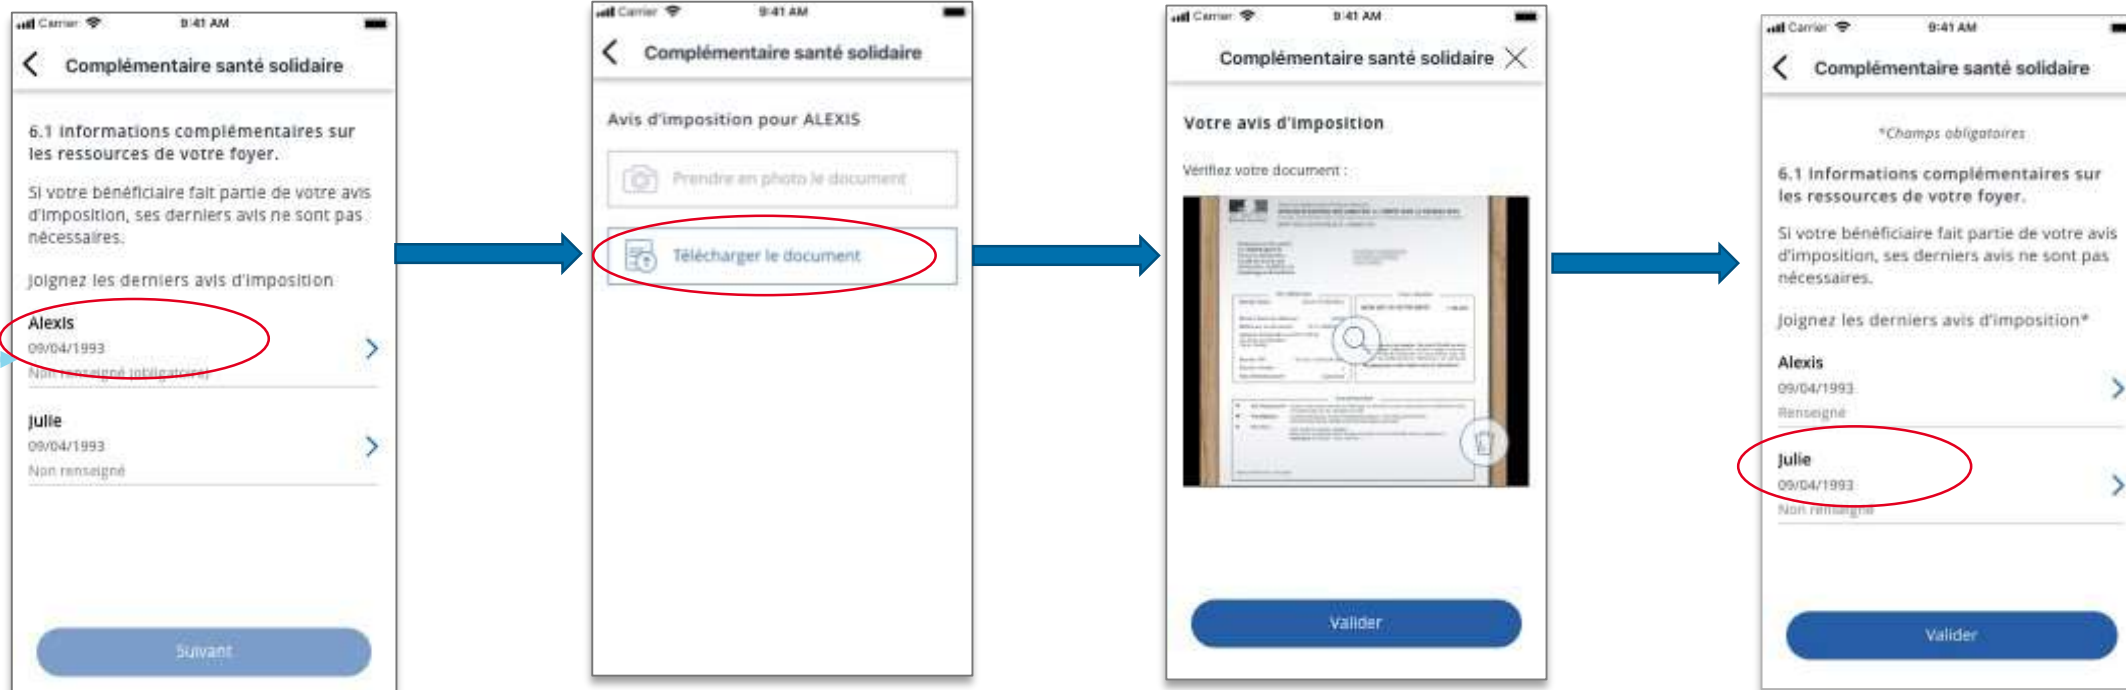 Carrier 9:41 AM
Complémentaire santé solidaire
6.1 Informations complémentaires sur
les ressources de votre foyer.
Si votre bénéficiaire fait partie de votre avis
d'imposition, ses derniers avis ne sont pas
nécessaires.
Joignez les derniers avis d'imposition
Alexis
09/04/1993
Non renseigné (obligatoire)
Julie
09/04/1993
Non renseigné
Suivant
Carrier 9:41 AM
Complémentaire santé solidaire
Avis d'imposition pour ALEXIS
Prendre en photo le document
Télécharger le document
Carrier 9:41 AM
Complémentaire santé solidaire
Votre avis d'imposition
Vérifiez votre document :
Valider
Carrier 9:41 AM
Complémentaire santé solidaire
*Champs obligatoires
6.1 Informations complémentaires sur
les ressources de votre foyer.
Si votre bénéficiaire fait partie de votre avis
d'imposition, ses derniers avis ne sont pas
nécessaires.
Joignez les derniers avis d'imposition*
Alexis
09/04/1993
Renseigné
Julie
09/04/1993
Non renseigné
Valider